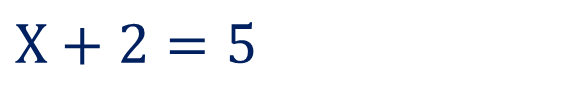 X + 2 = 5